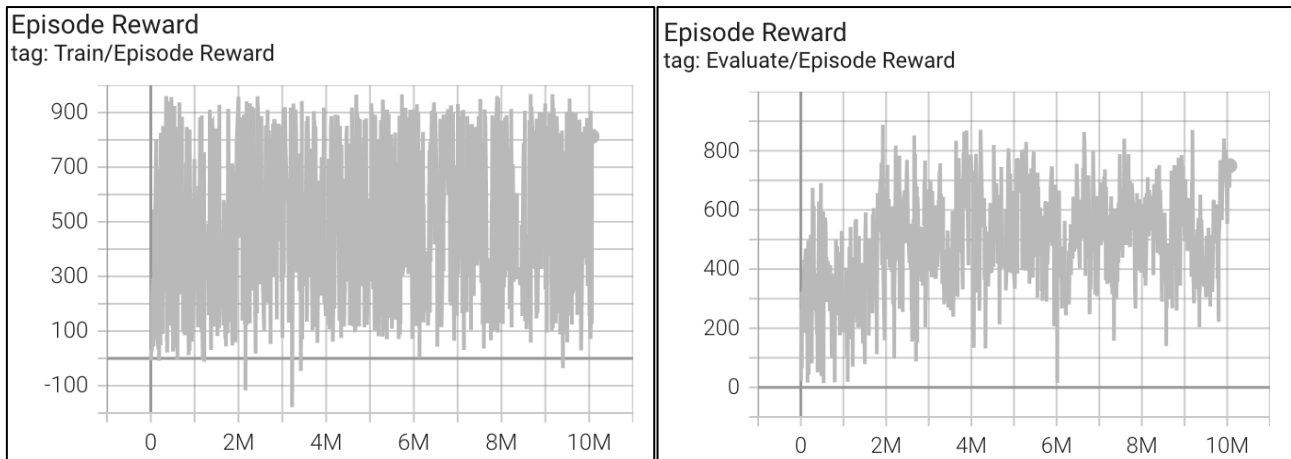 Episode Reward
tag: Train/Episode Reward
900
700
500
300
100
-100
0 2M 4M 6M 8M 10M
Episode Reward
tag: Evaluate/Episode Reward
800
600
400
200
0
0 2M 4M 6M 8M 10M